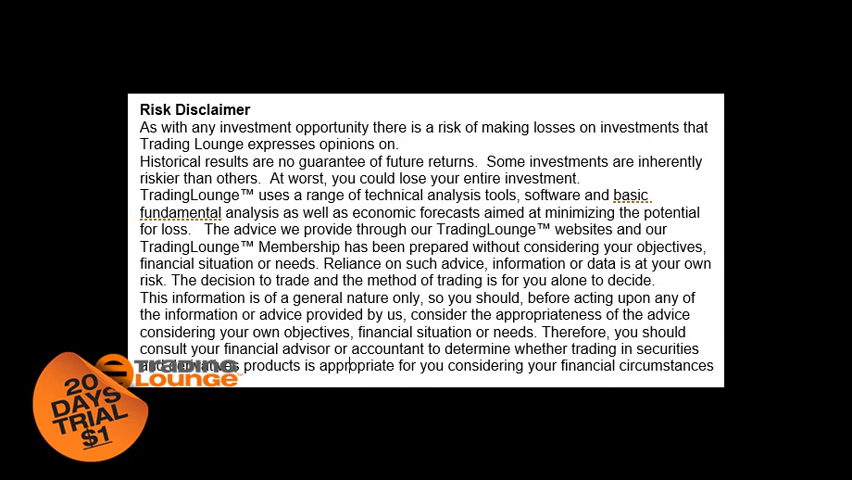 Risk Disclaimer
As with any investment opportunity there is a risk of making losses on investments that
Trading Lounge expresses opinions on.
Historical results are no guarantee of future returns.  Some investments are inherently
riskier than others.  At worst, you could lose your entire investment.
TradingLounge™ uses a range of technical analysis tools, software and basic
fundamental analysis as well as economic forecasts aimed at minimizing the potential
for loss.   The advice we provide through our TradingLounge™ websites and our
TradingLounge™ Membership has been prepared without considering your objectives,
financial situation or needs. Reliance on such advice, information or data is at your own
risk. The decision to trade and the method of trading is for you alone to decide.
This information is of a general nature only, so you should, before acting upon any of
the information or advice provided by us, consider the appropriateness of the advice
considering your own objectives, financial situation or needs. Therefore, you should
consult your financial advisor or accountant to determine whether trading in securities
and derivatives products is appropriate for you considering your financial circumstances
TRADING
LOUNGE™
20
DAYS
TRIAL
$1